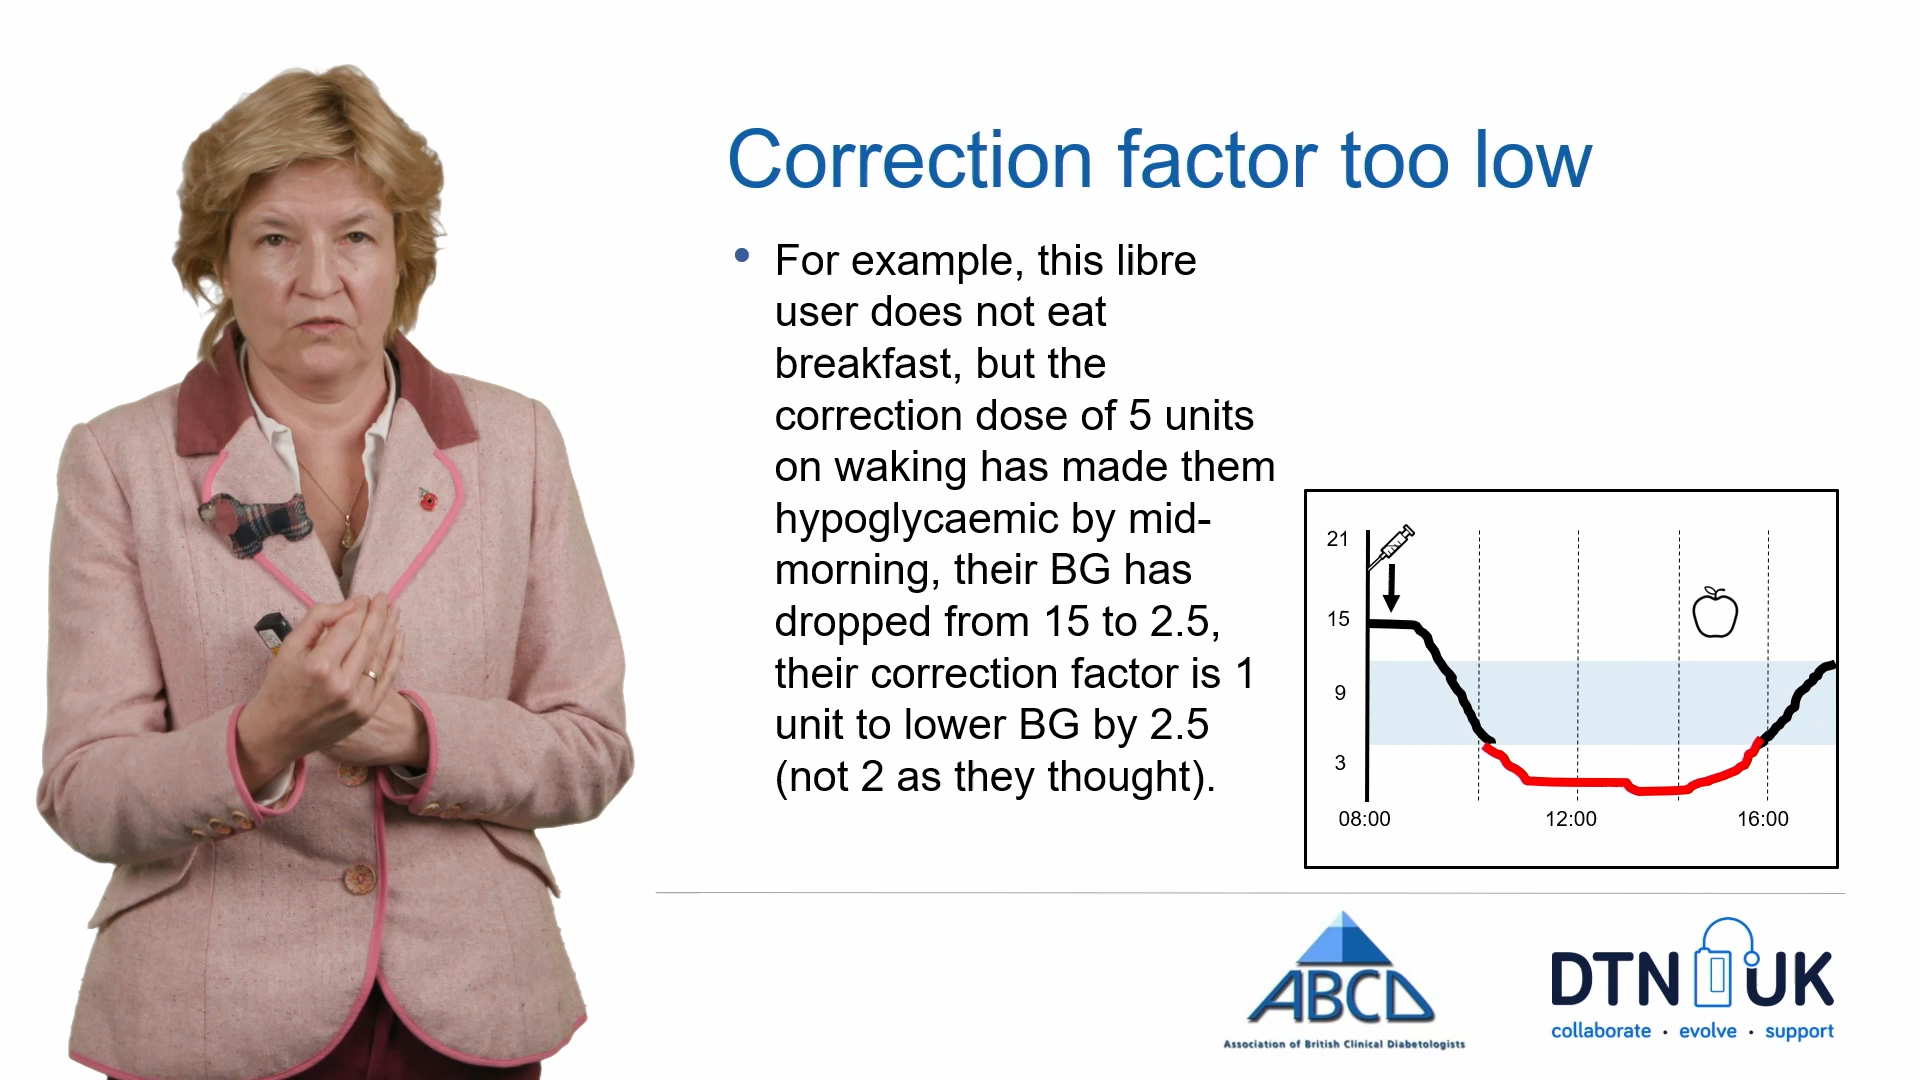 Correction factor too low
• For example, this libre
user does not eat
breakfast, but the
correction dose of 5 units
on waking has made them
hypoglycaemic by mid-
morning, their BG has
dropped from 15 to 2.5,
their correction factor is 1
unit to lower BG by 2.5
(not 2 as they thought).
21
15
9
3
08:00 12:00 16:00
ABCD
Association of British Clinical Diabetologists
DTN UK
collaborate • evolve • support